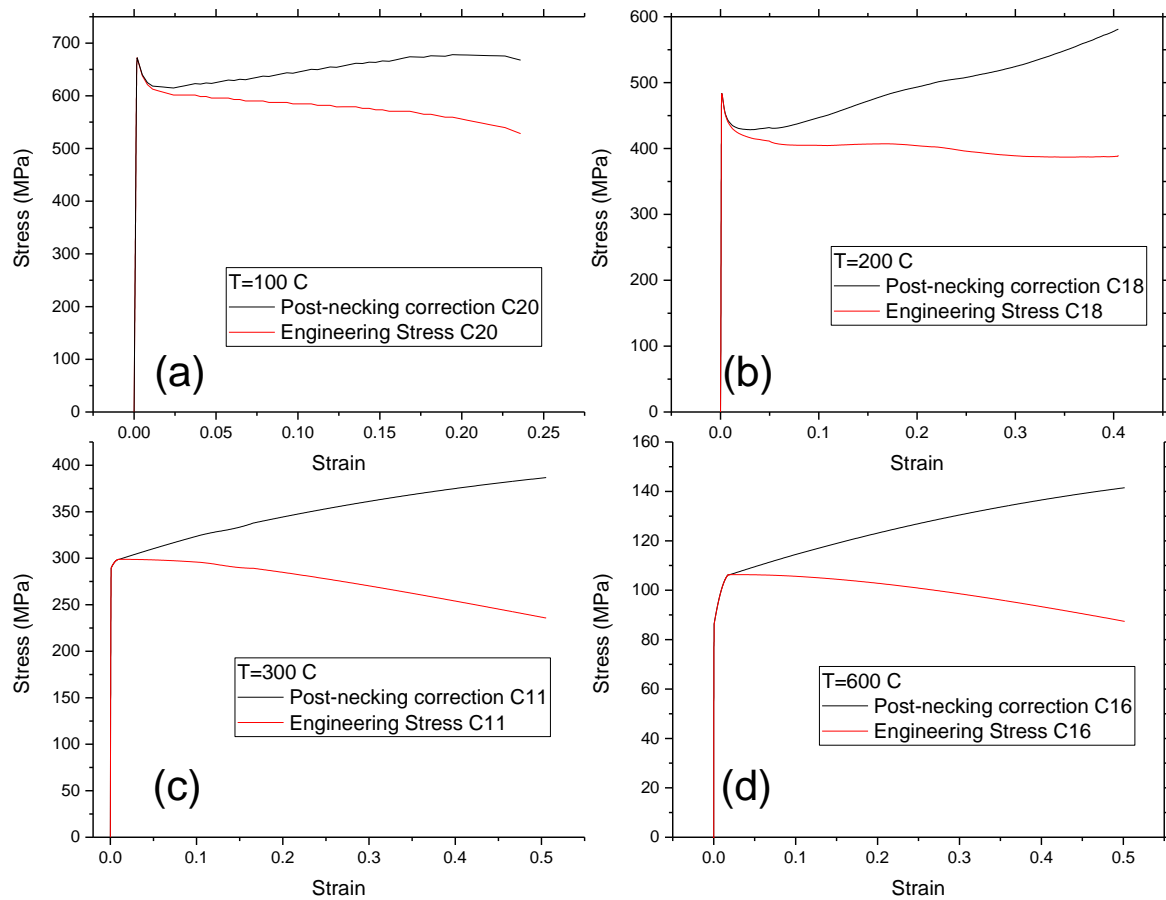 Stress (MPa)
700
600
500
400
300
200
100
0
T=100 C
Post-necking correction C20
Engineering Stress C20
(a)
0.00 0.05 0.10 0.15 0.20 0.25
Strain
Stress (MPa)
600
500
400
300
200
100
0
T=200 C
Post-necking correction C18
Engineering Stress C18
(b)
0.0 0.1 0.2 0.3 0.4
Strain
Stress (MPa)
400
350
300
250
200
150
100
50
0
T=300 C
Post-necking correction C11
Engineering Stress C11
(c)
0.0 0.1 0.2 0.3 0.4 0.5
Strain
Stress (MPa)
160
140
120
100
80
60
40
20
0
T=600 C
Post-necking correction C16
Engineering Stress C16
(d)
0.0 0.1 0.2 0.3 0.4 0.5
Strain